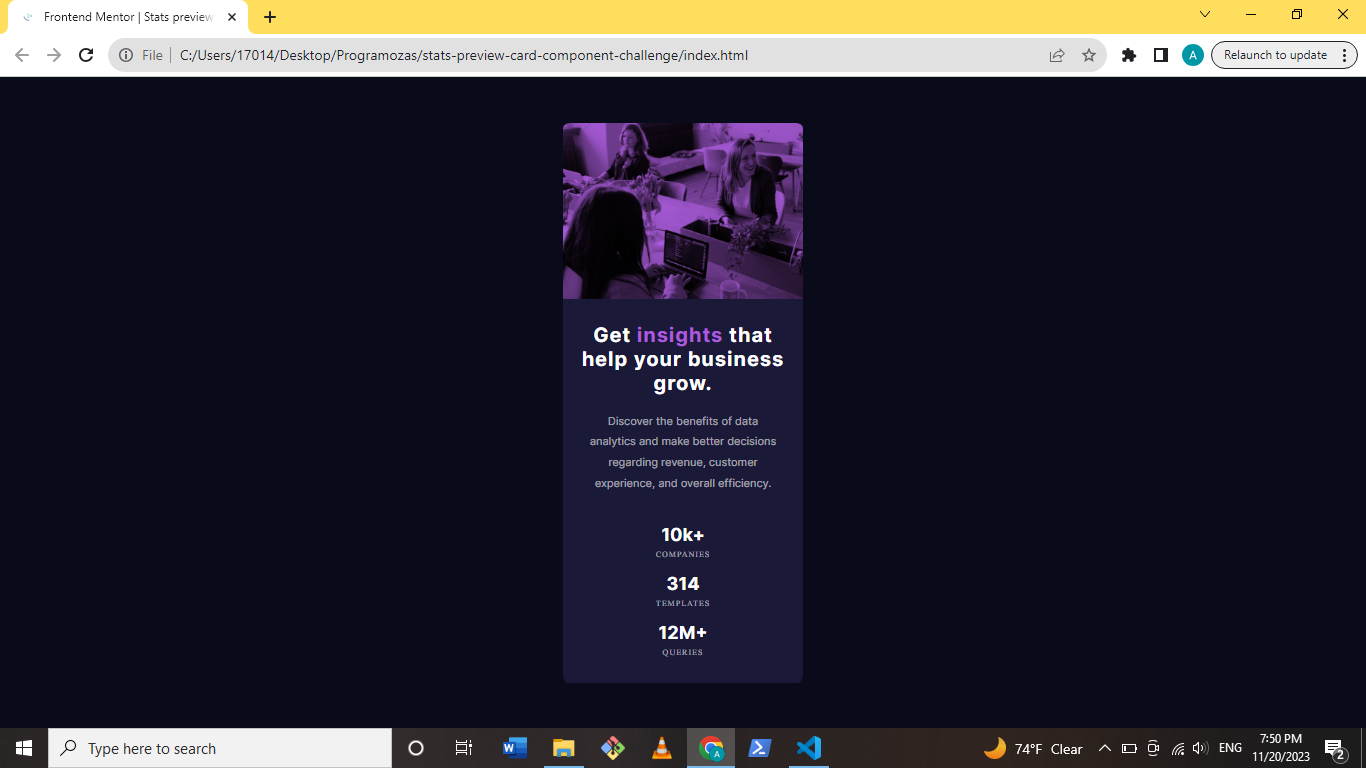 Frontend Mentor | Stats preview
File
C:/Users/17014/Desktop/Programozas/stats-preview-card-component-challenge/index.html
A
Relaunch to update
Get insights that
help your business
grow.
Discover the benefits of data
analytics and make better decisions
regarding revenue, customer
experience, and overall efficiency.
10k+
COMPANIES
314
TEMPLATES
12M+
QUERIES
Type here to search
W
A
74°F Clear
ENG
7:50 PM
11/20/2023
2